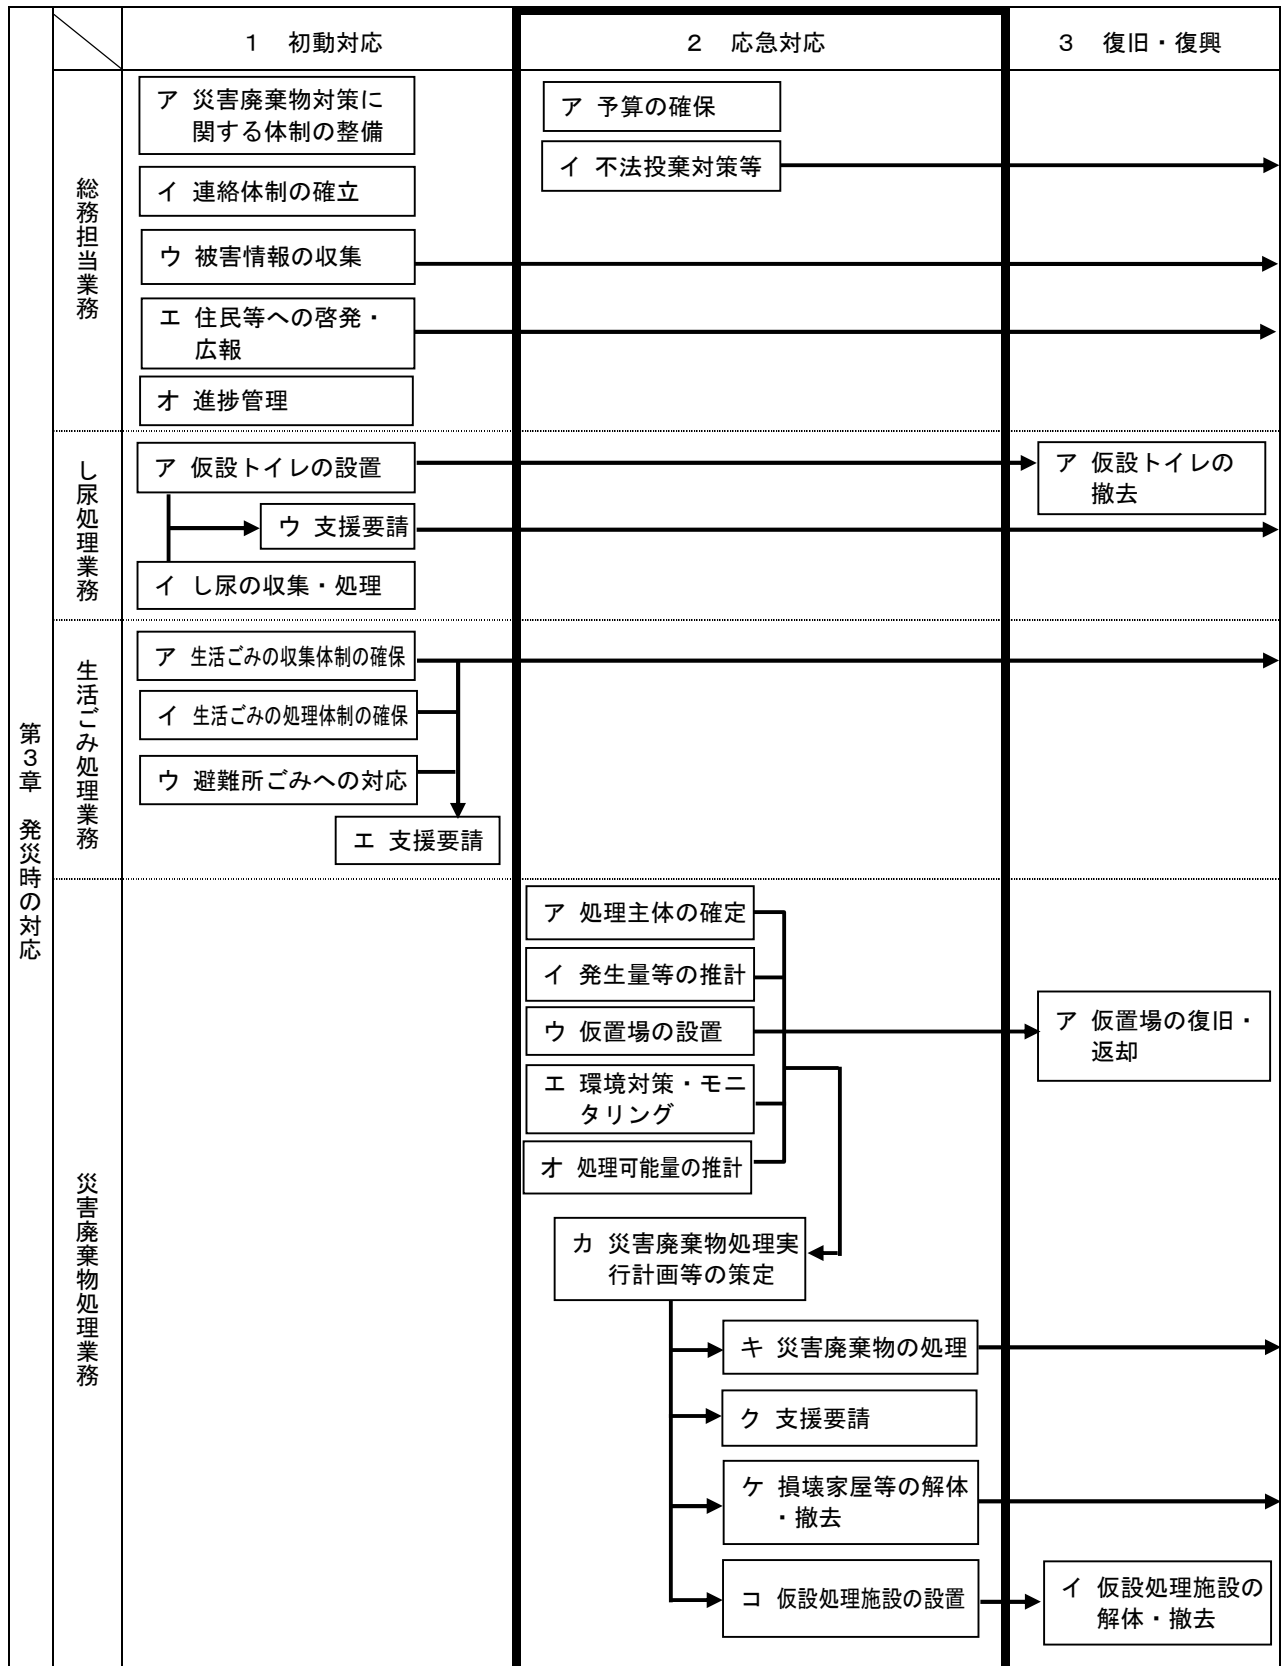 第3章　発災時の対応
1　初動対応
2　応急対応
3　復旧・復興
総務担当業務
ア 災害廃棄物対策に
関する体制の整備
イ 連絡体制の確立
ウ 被害情報の収集
エ 住民等への啓発・
広報
オ 進捗管理
ア 予算の確保
イ 不法投棄対策等
し尿処理業務
ア 仮設トイレの設置
ウ 支援要請
イ し尿の収集・処理
ア 仮設トイレの
撤去
生活ごみ処理業務
ア 生活ごみの収集体制の確保
イ 生活ごみの処理体制の確保
ウ 避難所ごみへの対応
エ 支援要請
災害廃棄物処理業務
ア 処理主体の確定
イ 発生量等の推計
ウ 仮置場の設置
エ 環境対策・モニ
タリング
オ 処理可能量の推計
カ 災害廃棄物処理実
行計画等の策定
キ 災害廃棄物の処理
ク 支援要請
ケ 損壊家屋等の解体
・撤去
コ 仮設処理施設の設置
ア 仮置場の復旧・
返却
イ 仮設処理施設の
解体・撤去